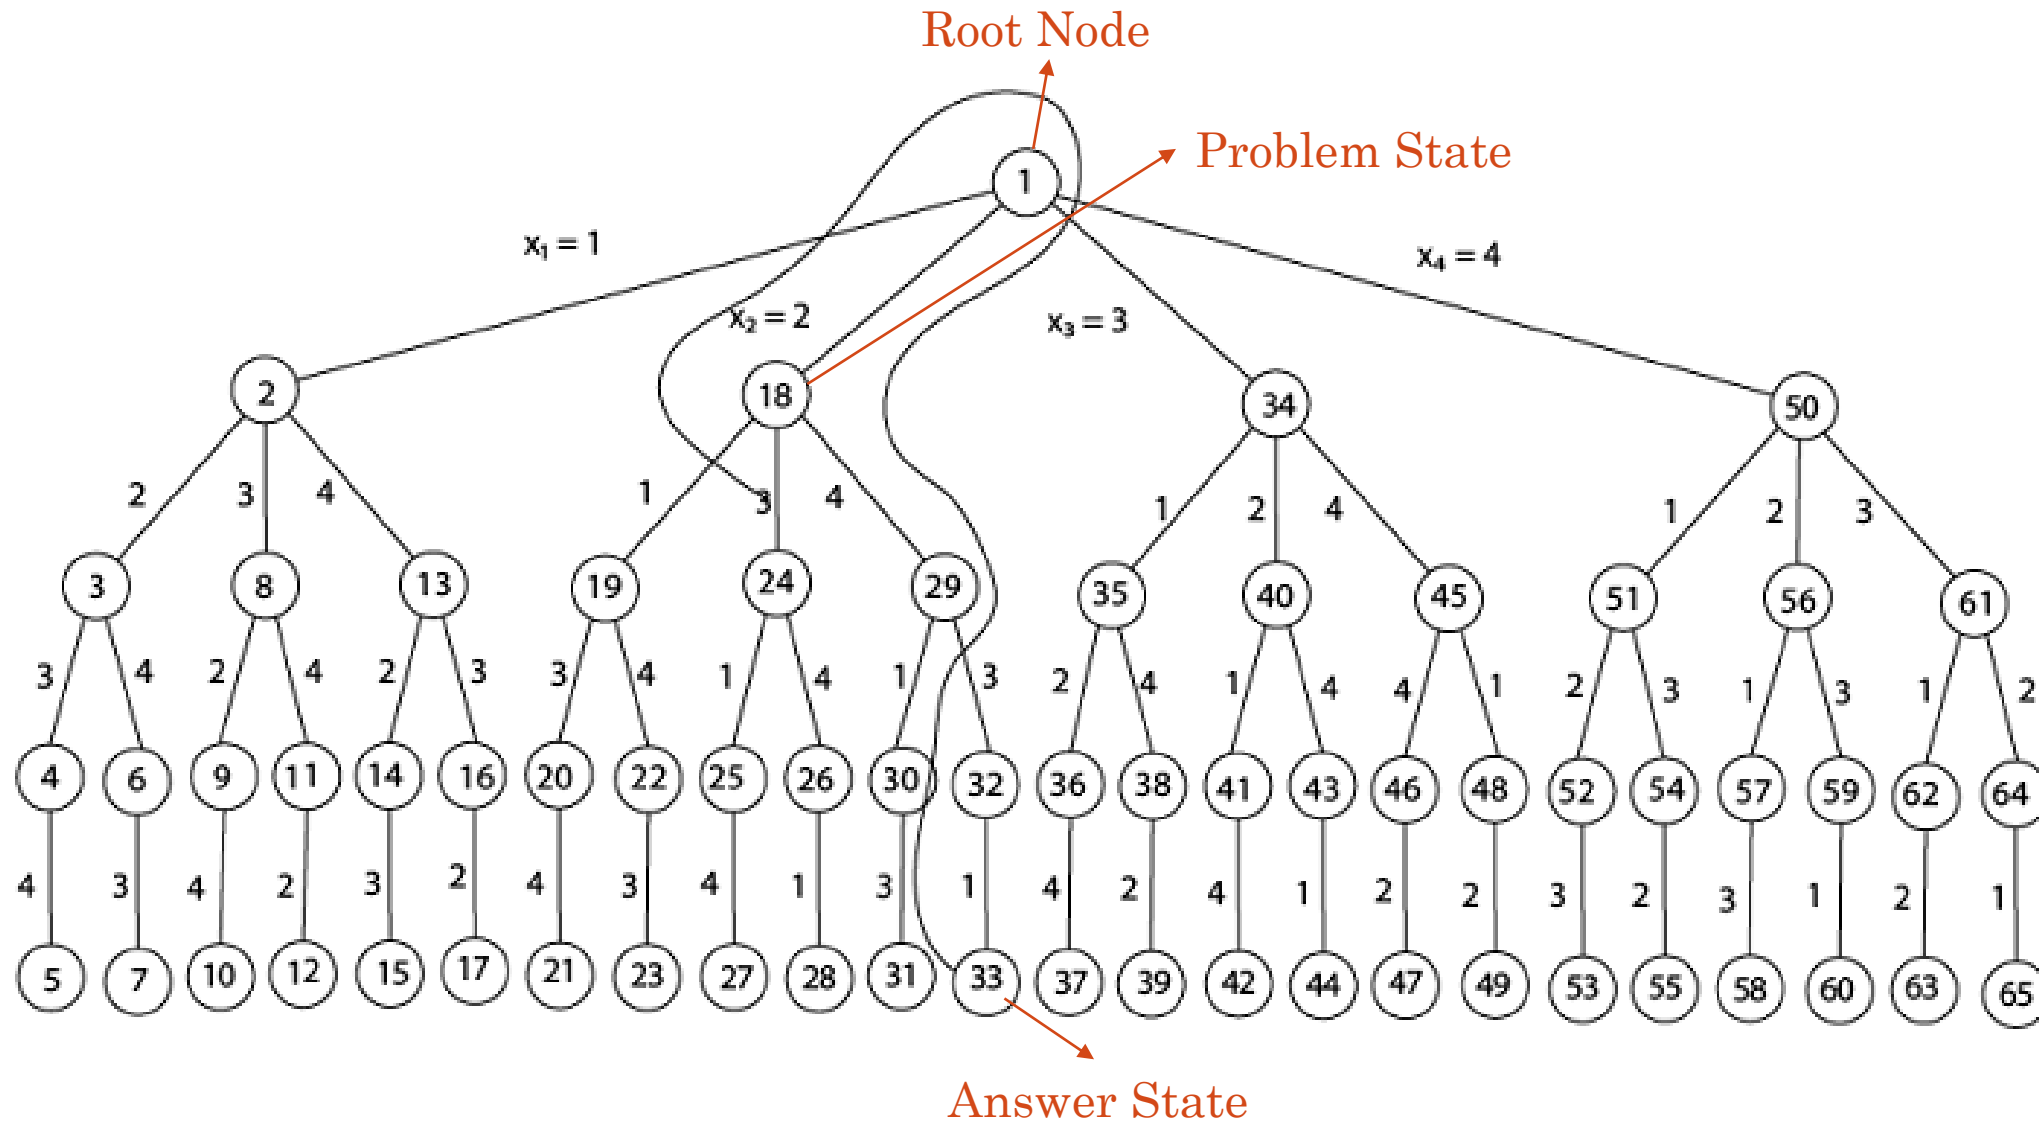 Root Node
Problem State
1
x₁ = 1
x₂ = 2
x₃ = 3
x₄ = 4
2 18 34 50
2 3 4 1 3 4 1 2 4 1 2 3
3 8 13 19 24 29 35 40 45 51 56 61
3 4 2 4 2 3 3 4 1 4 1 3 2 4 1 4 4 1 2 3 1 3 1 2
4 6 9 11 14 16 20 22 25 26 30 32 36 38 41 43 46 48 52 54 57 59 62 64
4 3 4 2 3 2 4 3 4 1 3 1 4 2 4 1 2 2 3 2 3 1 2 1
5 7 10 12 15 17 21 23 27 28 31 33 37 39 42 44 47 49 53 55 58 60 63 65
Answer State